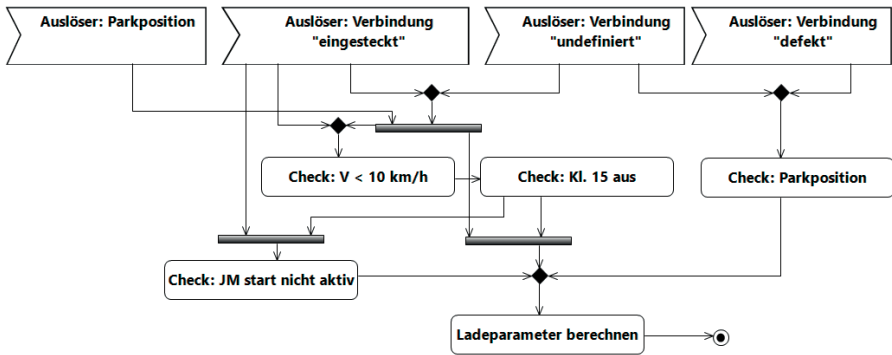 Auslöser: Parkposition
Auslöser: Verbindung
"eingesteckt"
Auslöser: Verbindung
"undefiniert"
Auslöser: Verbindung
"defekt"
Check: V < 10 km/h
Check: Kl. 15 aus
Check: Parkposition
Check: JM start nicht aktiv
Ladeparameter berechnen